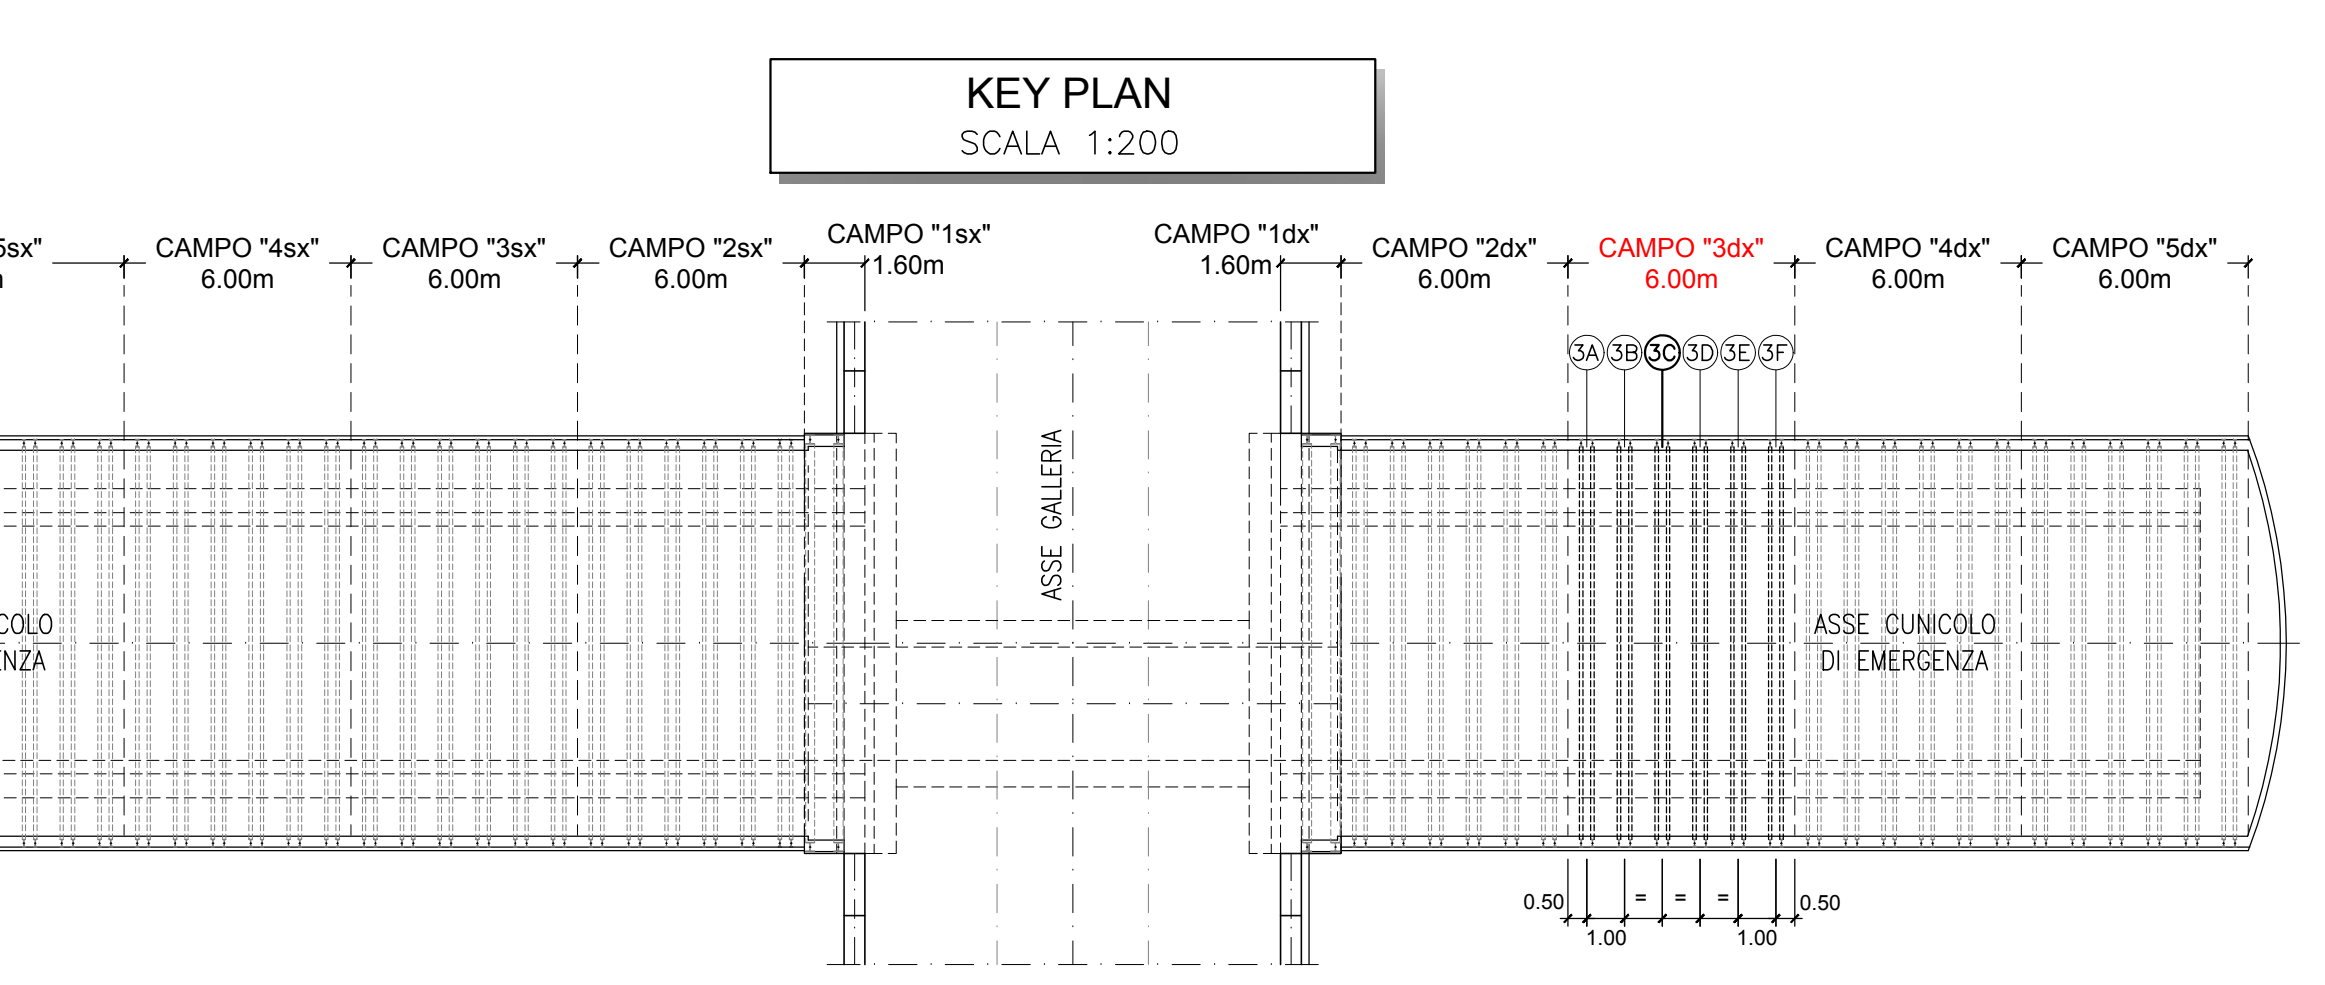 KEY PLAN
SCALA 1:200
5sx"
CAMPO "4sx"
6.00m
CAMPO "3sx"
6.00m
CAMPO "2sx"
6.00m
CAMPO "1sx"
1.60m
CAMPO "1dx"
1.60m
CAMPO "2dx"
6.00m
CAMPO "3dx"
6.00m
CAMPO "4dx"
6.00m
CAMPO "5dx"
6.00m
3A 3B 3C 3D 3E 3F
ASSE GALLERIA
COLO
ENZA
ASSE CUNICOLO
DI EMERGENZA
0.50 = = = 0.50
1.00 1.00